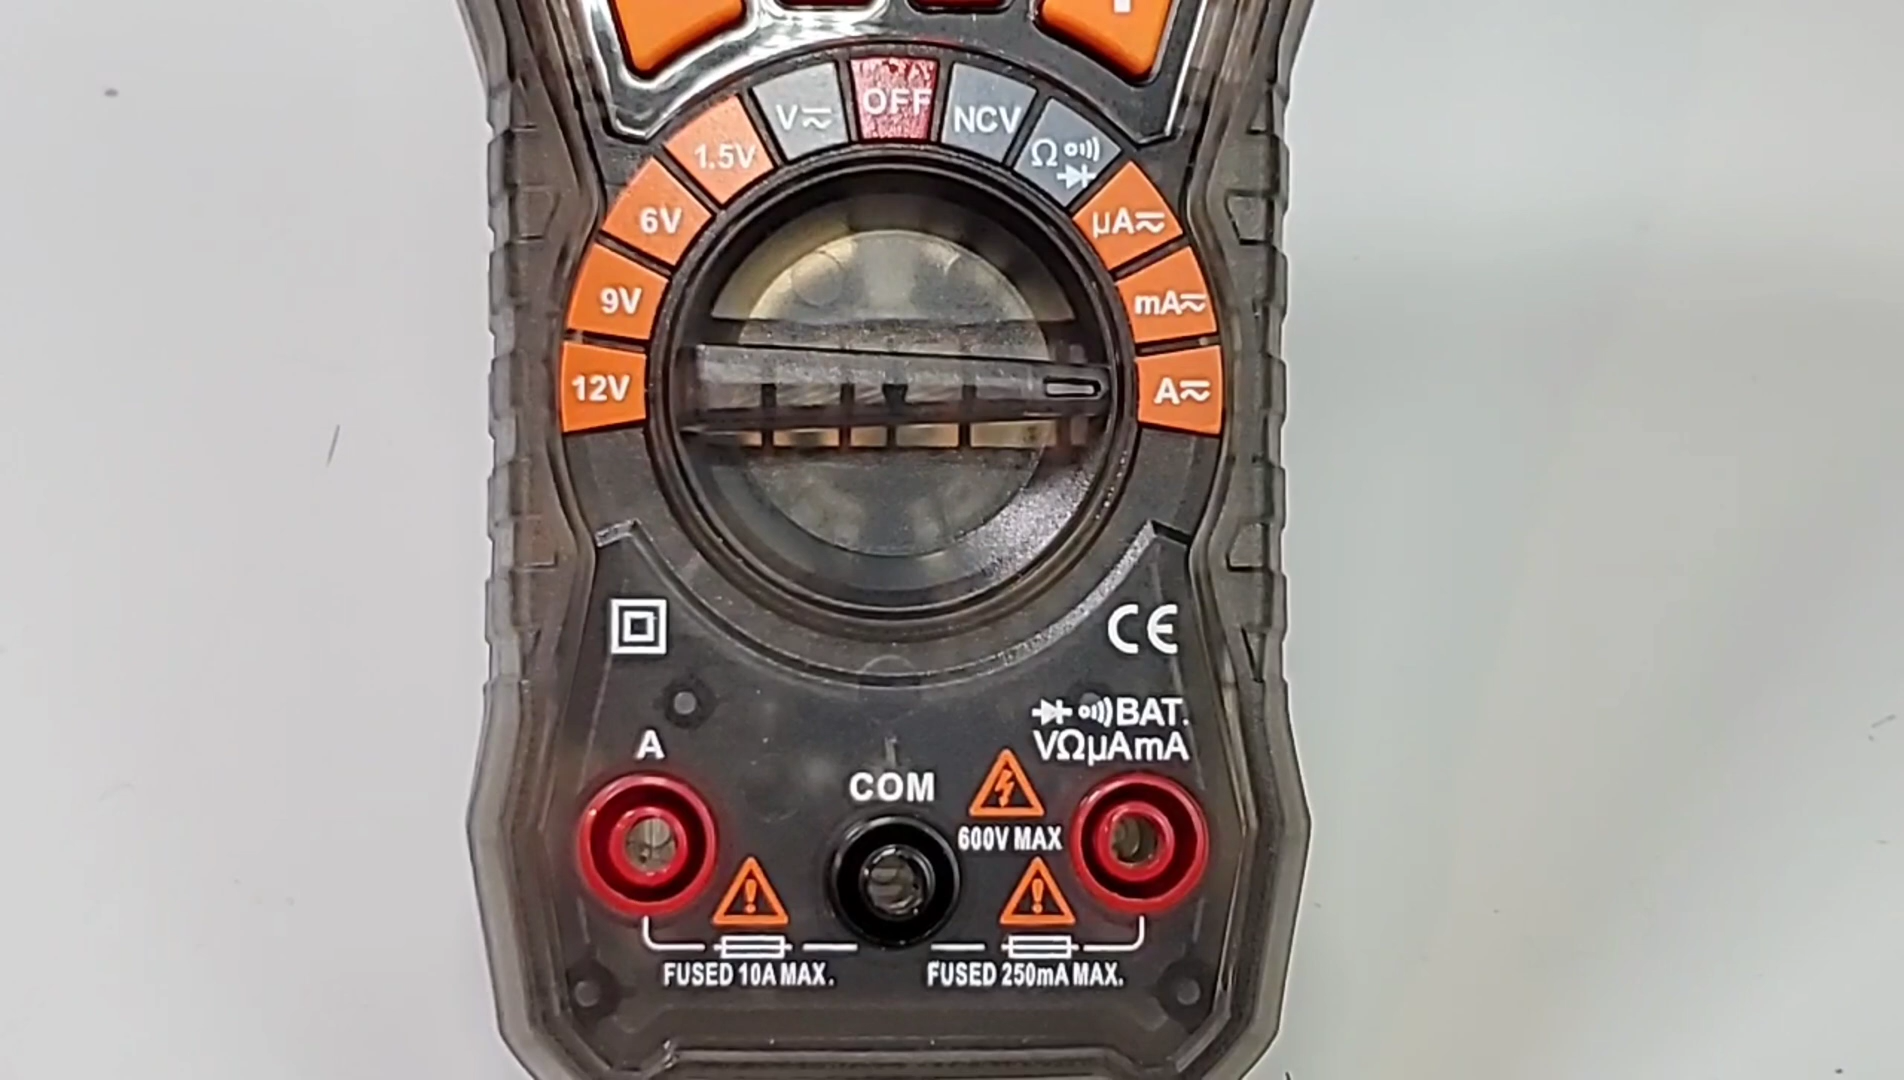 OFF
V⎓~
NCV
1.5V
Ω
6V
μA⎓~
9V
mA⎓~
12V
A⎓~
CE
BAT.
A
VΩμAmA
COM
600V MAX
FUSED 10A MAX.
FUSED 250mA MAX.